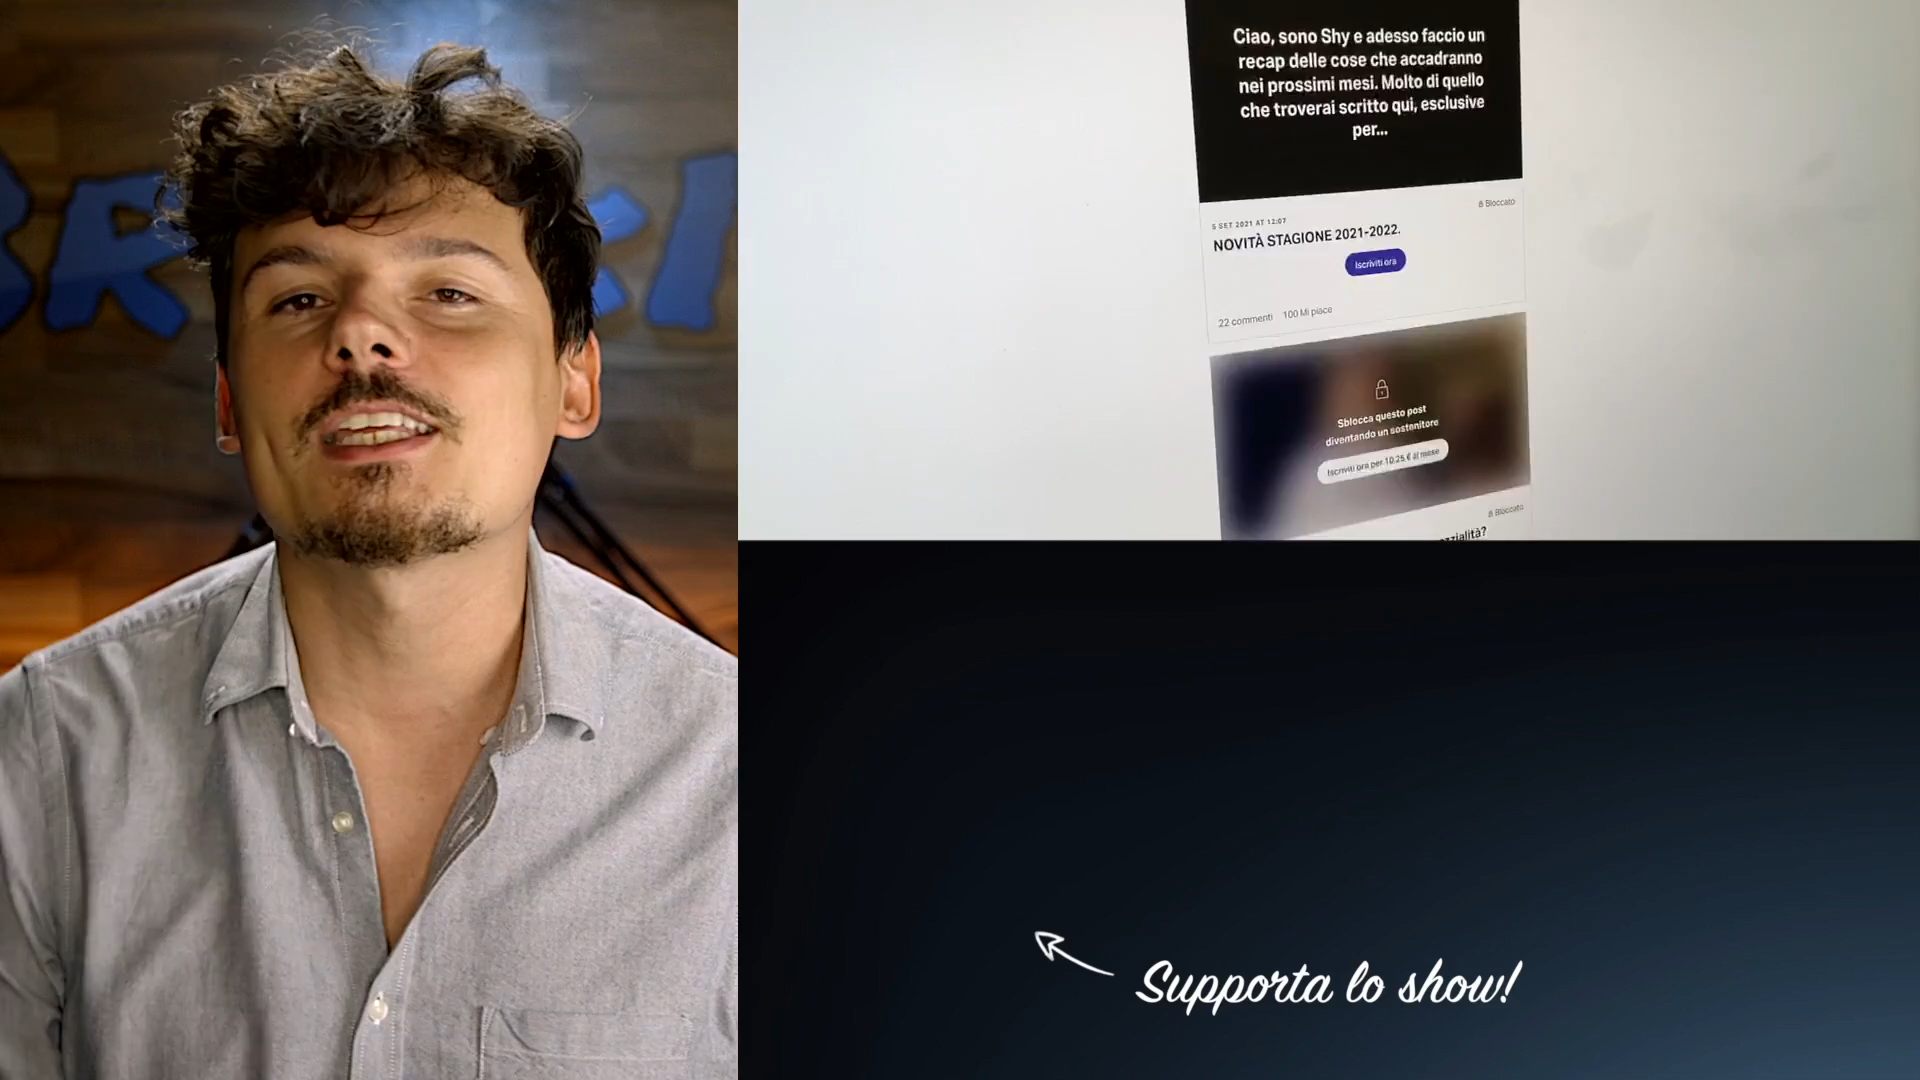 Ciao, sono Shy e adesso faccio un
recap delle cose che accadranno
nei prossimi mesi. Molto di quello
che troverai scritto qui, esclusive
per...
Bloccato
5 SET 2021 AT 12:07
NOVITÀ STAGIONE 2021-2022.
Iscriviti ora
22 commenti 100 Mi piace
Sblocca questo post
diventando un sostenitore
Iscriviti ora per 10,25 € al mese
Bloccato
Supporta lo show!